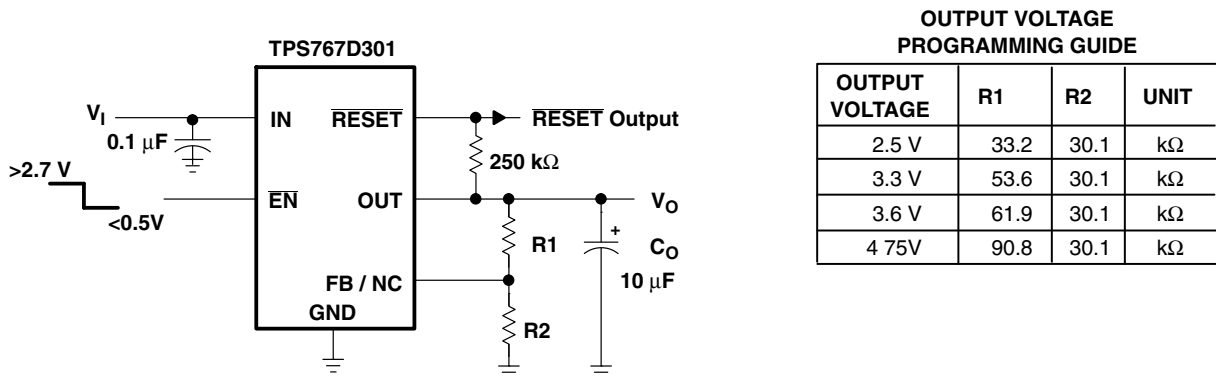 TPS767D301
VI
0.1 μF
IN
RESET
RESET Output
250 kΩ
>2.7 V
<0.5V
EN
OUT
VO
R1
+
CO
10 μF
FB / NC
GND
R2
OUTPUT VOLTAGE
PROGRAMMING GUIDE
OUTPUT
VOLTAGE R1 R2 UNIT
2.5 V 33.2 30.1 kΩ
3.3 V 53.6 30.1 kΩ
3.6 V 61.9 30.1 kΩ
4 75V 90.8 30.1 kΩ